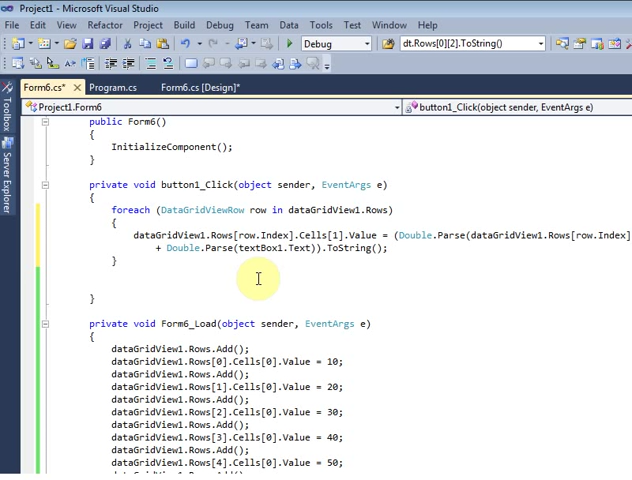 Project1 - Microsoft Visual Studio
File Edit View Refactor Project Build Debug Team Data Tools Test Window Help
Debug dt.Rows[0][2].ToString()
Form6.cs* Program.cs Form6.cs [Design]*
Toolbox
Server Explorer
Project1.Form6 button1_Click(object sender, EventArgs e)
public Form6()
{
InitializeComponent();
}
private void button1_Click(object sender, EventArgs e)
{
foreach (DataGridViewRow row in dataGridView1.Rows)
{
dataGridView1.Rows[row.Index].Cells[1].Value = (Double.Parse(dataGridView1.Rows[row.Index]
+ Double.Parse(textBox1.Text)).ToString();
}
}
private void Form6_Load(object sender, EventArgs e)
{
dataGridView1.Rows.Add();
dataGridView1.Rows[0].Cells[0].Value = 10;
dataGridView1.Rows.Add();
dataGridView1.Rows[1].Cells[0].Value = 20;
dataGridView1.Rows.Add();
dataGridView1.Rows[2].Cells[0].Value = 30;
dataGridView1.Rows.Add();
dataGridView1.Rows[3].Cells[0].Value = 40;
dataGridView1.Rows.Add();
dataGridView1.Rows[4].Cells[0].Value = 50;